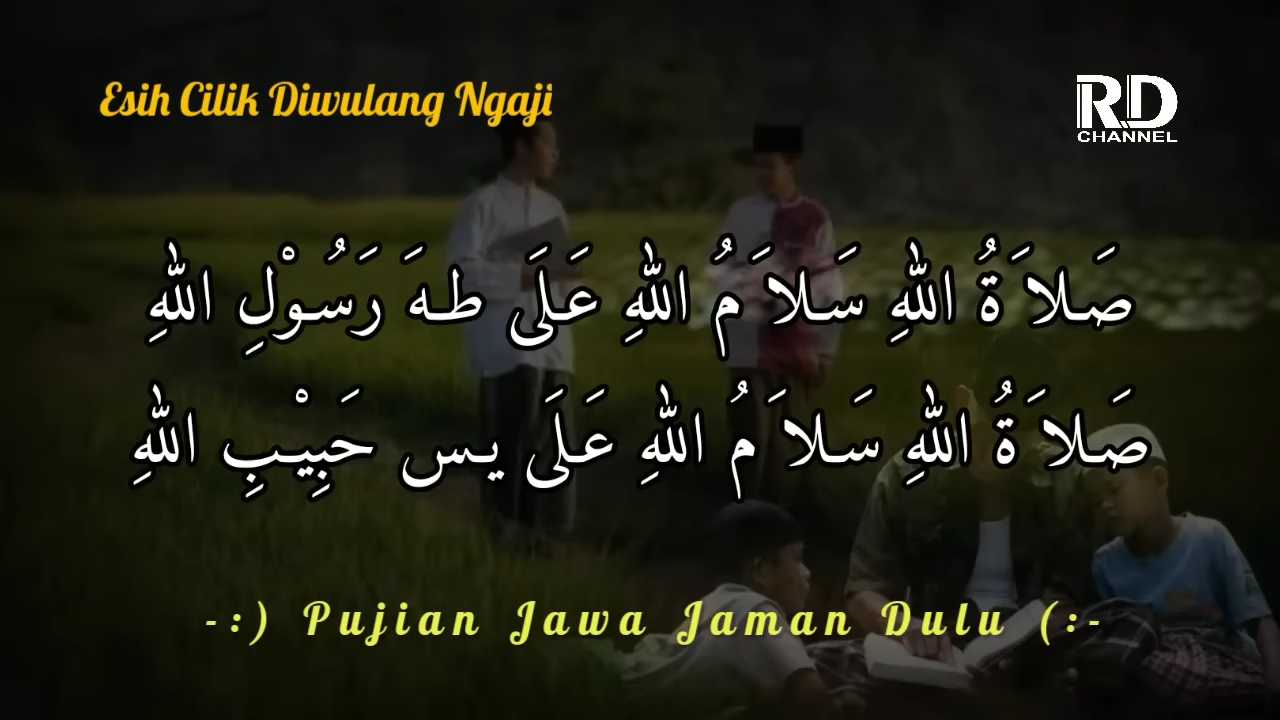 Esih Cilik Diwulang Ngaji
RD
CHANNEL
صَلاَةُ اللهِ سَلاَمُ اللهِ عَلَى طٰهَ رَسُوْلِ اللهِ
صَلاَةُ اللهِ سَلاَمُ اللهِ عَلَى يس حَبِيْبِ اللهِ
-:) Pujian Jawa Jaman Dulu (:-